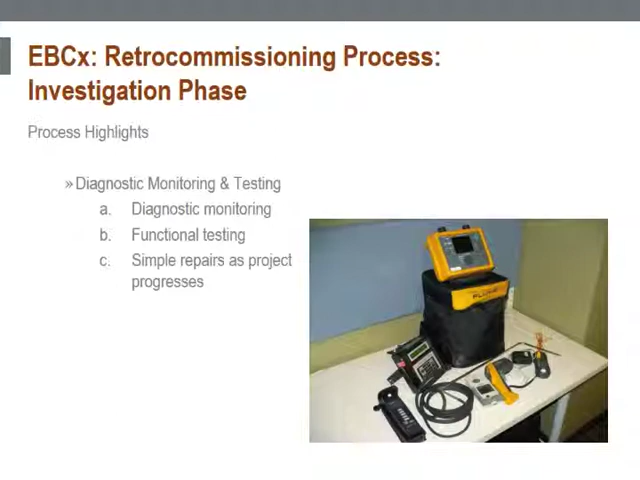 EBCx: Retrocommissioning Process:
Investigation Phase
Process Highlights
» Diagnostic Monitoring & Testing
a. Diagnostic monitoring
b. Functional testing
c. Simple repairs as project
progresses
FLUKE